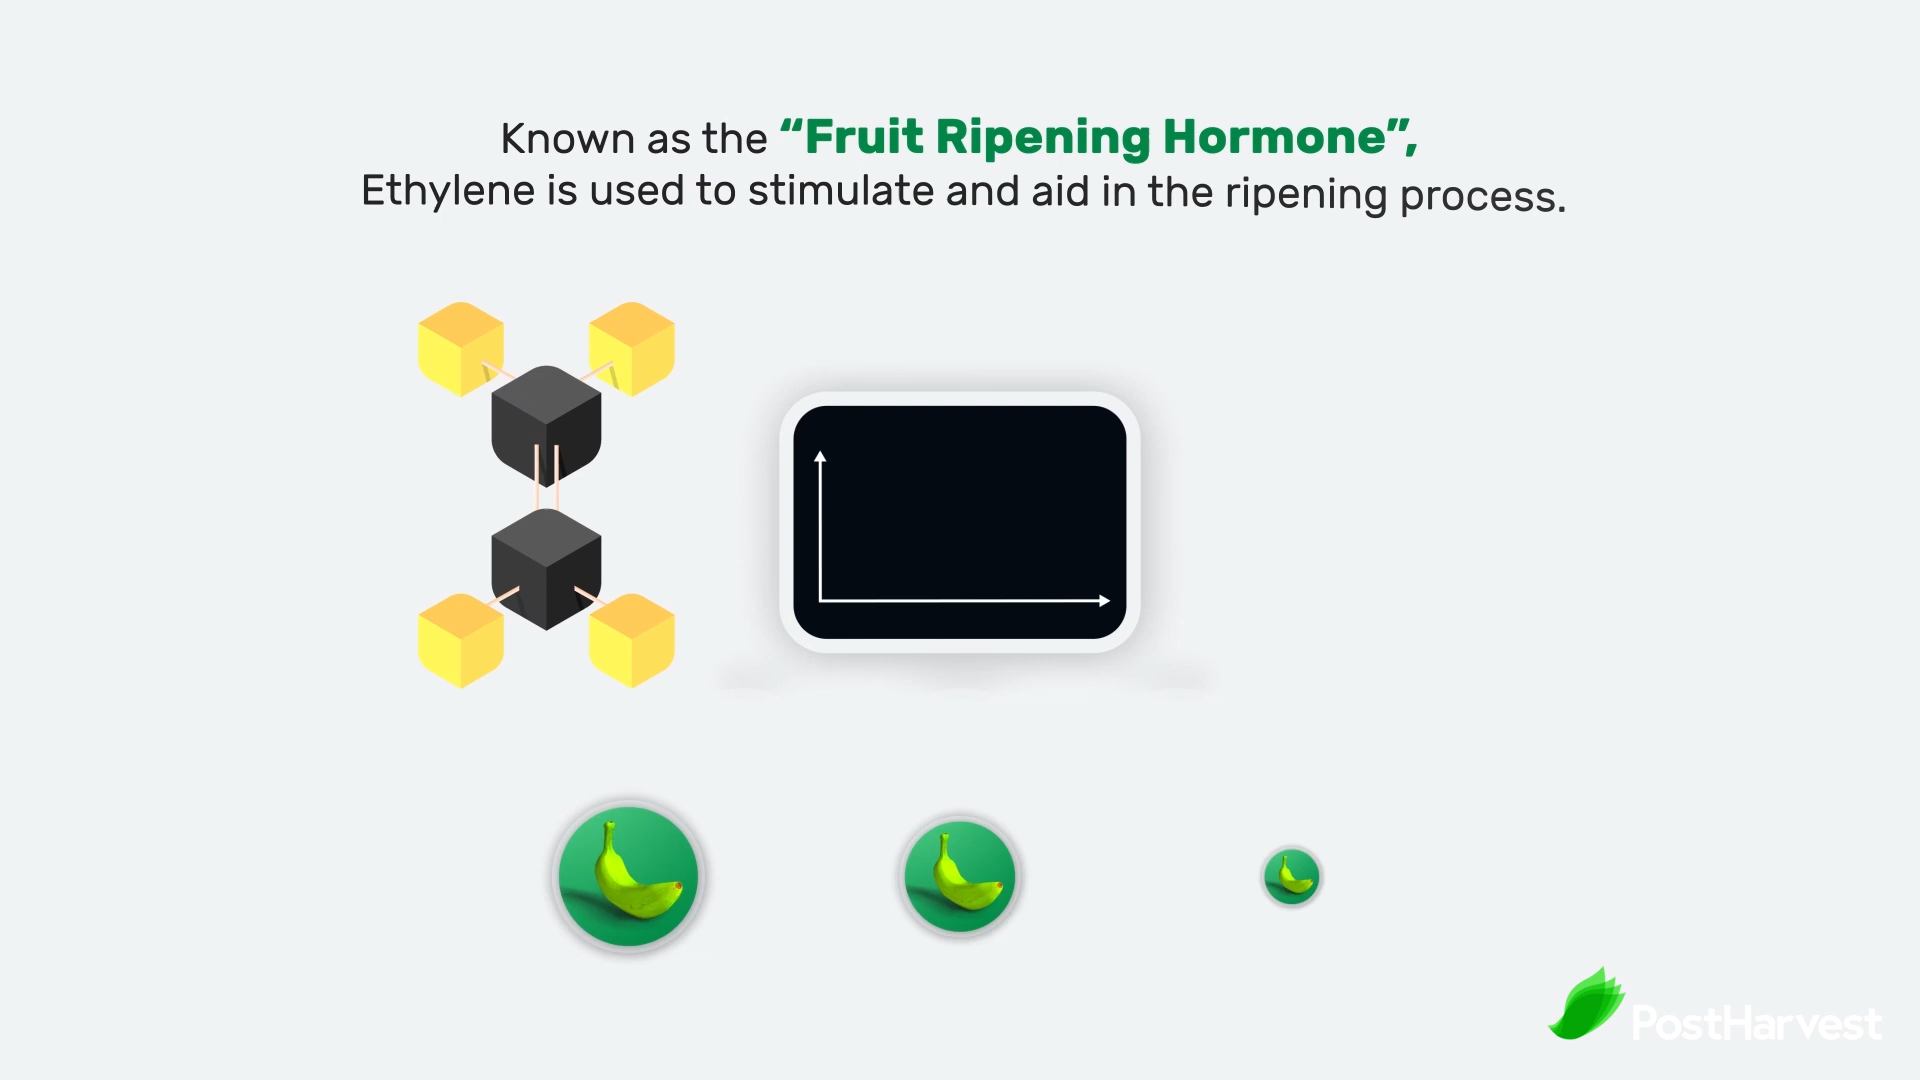 Known as the “Fruit Ripening Hormone”,
Ethylene is used to stimulate and aid in the ripening process.
PostHarvest